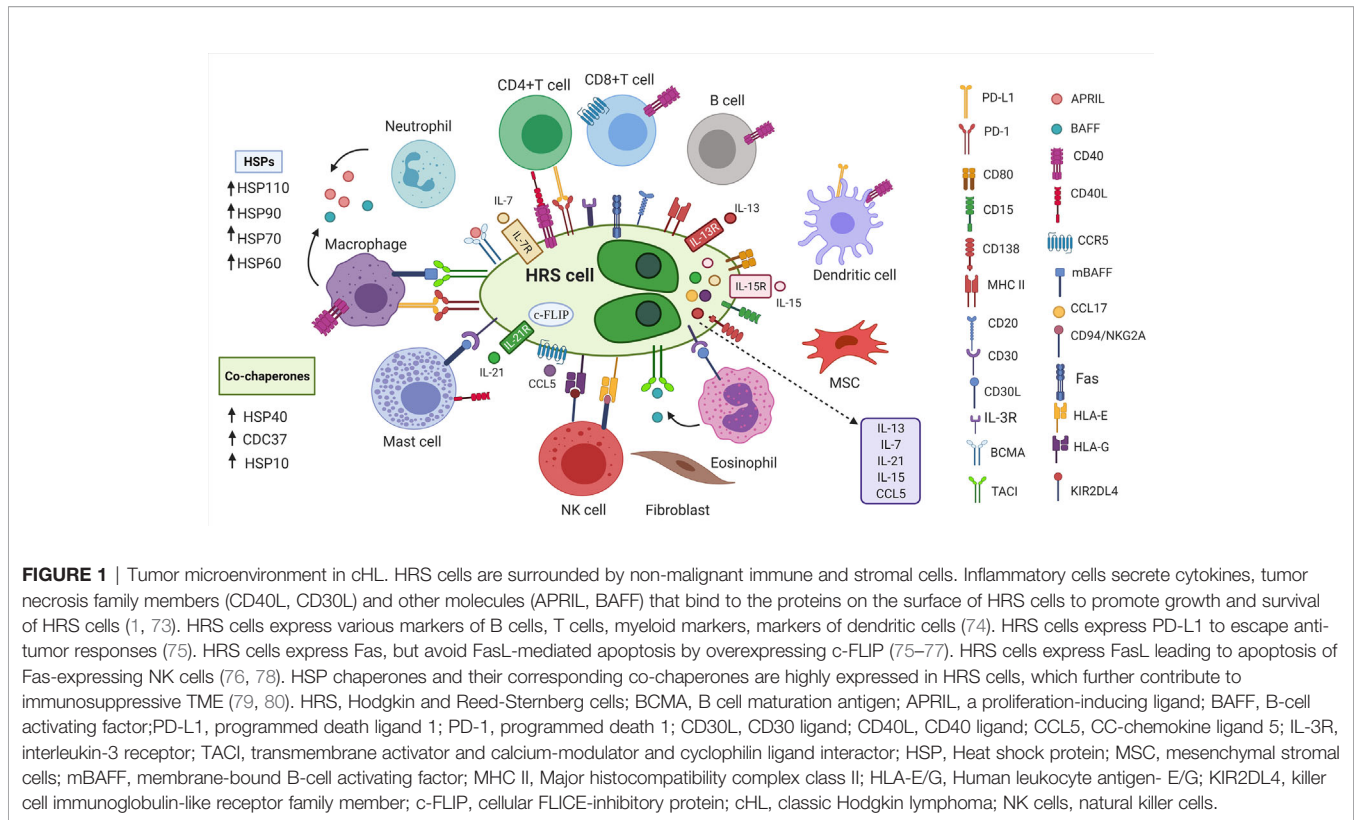 CD4+T cell
CD8+T cell
B cell
Neutrophil
HSPs
HSP110
HSP90
HSP70
HSP60
Macrophage
IL-7
IL-7R
IL-13R
IL-13
HRS cell
Dendritic cell
IL-15R
IL-15
c-FLIP
IL-21R
IL-21
CCL5
MSC
Co-chaperones
HSP40
CDC37
HSP10
Mast cell
NK cell
Fibroblast
Eosinophil
IL-13
IL-7
IL-21
IL-15
CCL5
PD-L1
PD-1
CD80
CD15
CD138
MHC II
CD20
CD30
CD30L
IL-3R
BCMA
TACI
APRIL
BAFF
CD40
CD40L
CCR5
mBAFF
CCL17
CD94/NKG2A
Fas
HLA-E
HLA-G
KIR2DL4
FIGURE 1 | Tumor microenvironment in cHL. HRS cells are surrounded by non-malignant immune and stromal cells. Inflammatory cells secrete cytokines, tumor
necrosis family members (CD40L, CD30L) and other molecules (APRIL, BAFF) that bind to the proteins on the surface of HRS cells to promote growth and survival
of HRS cells (1, 73). HRS cells express various markers of B cells, T cells, myeloid markers, markers of dendritic cells (74). HRS cells express PD-L1 to escape anti-
tumor responses (75). HRS cells express Fas, but avoid FasL-mediated apoptosis by overexpressing c-FLIP (75–77). HRS cells express FasL leading to apoptosis of
Fas-expressing NK cells (76, 78). HSP chaperones and their corresponding co-chaperones are highly expressed in HRS cells, which further contribute to
immunosuppressive TME (79, 80). HRS, Hodgkin and Reed-Sternberg cells; BCMA, B cell maturation antigen; APRIL, a proliferation-inducing ligand; BAFF, B-cell
activating factor;PD-L1, programmed death ligand 1; PD-1, programmed death 1; CD30L, CD30 ligand; CD40L, CD40 ligand; CCL5, CC-chemokine ligand 5; IL-3R,
interleukin-3 receptor; TACI, transmembrane activator and calcium-modulator and cyclophilin ligand interactor; HSP, Heat shock protein; MSC, mesenchymal stromal
cells; mBAFF, membrane-bound B-cell activating factor; MHC II, Major histocompatibility complex class II; HLA-E/G, Human leukocyte antigen- E/G; KIR2DL4, killer
cell immunoglobulin-like receptor family member; c-FLIP, cellular FLICE-inhibitory protein; cHL, classic Hodgkin lymphoma; NK cells, natural killer cells.